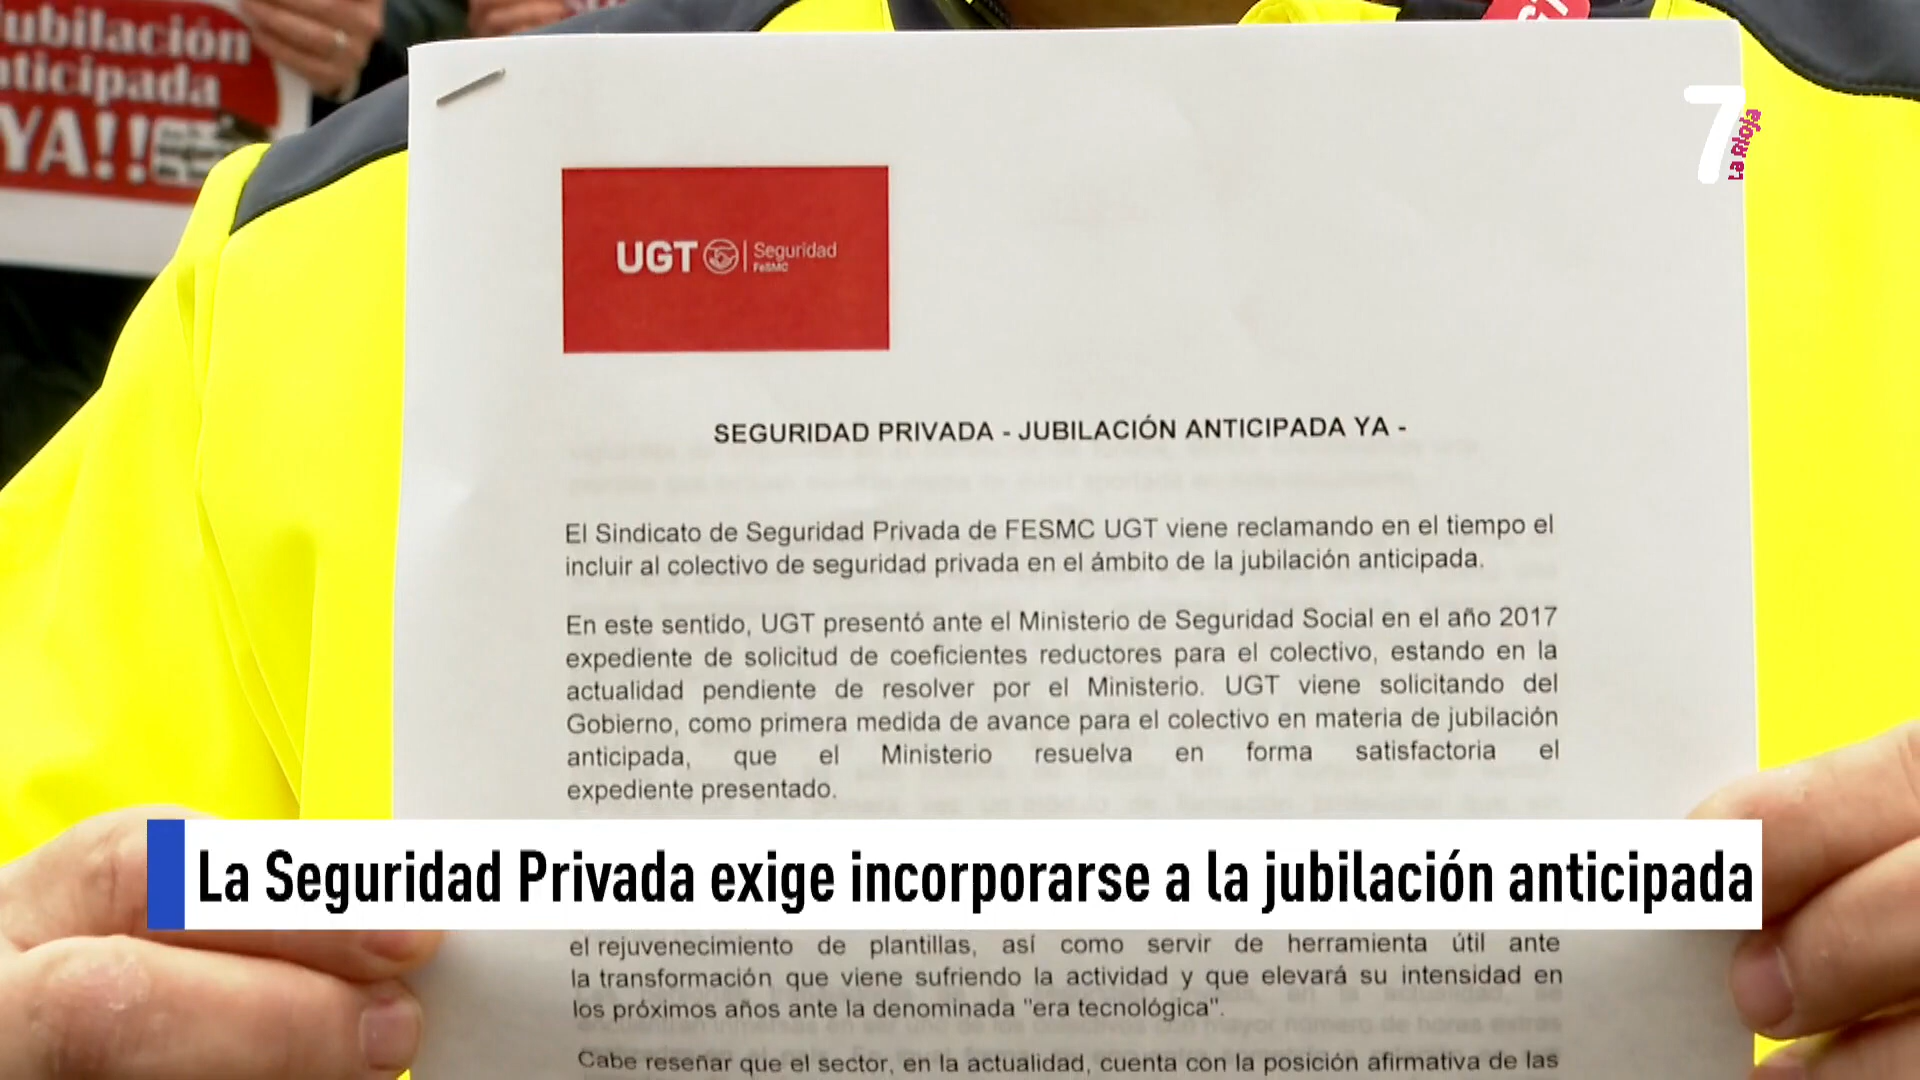 ubilación
nticipada
YA!!
7
La Rioja
UGT
Seguridad
FeSMC
SEGURIDAD PRIVADA - JUBILACIÓN ANTICIPADA YA -
El Sindicato de Seguridad Privada de FESMC UGT viene reclamando en el tiempo el
incluir al colectivo de seguridad privada en el ámbito de la jubilación anticipada.
En este sentido, UGT presentó ante el Ministerio de Seguridad Social en el año 2017
expediente de solicitud de coeficientes reductores para el colectivo, estando en la
actualidad pendiente de resolver por el Ministerio. UGT viene solicitando del
Gobierno, como primera medida de avance para el colectivo en materia de jubilación
anticipada, que el Ministerio resuelva en forma satisfactoria el
expediente presentado.
La Seguridad Privada exige incorporarse a la jubilación anticipada
el rejuvenecimiento de plantillas, así como servir de herramienta útil ante
la transformación que viene sufriendo la actividad y que elevará su intensidad en
los próximos años ante la denominada "era tecnológica".
Cabe reseñar que el sector, en la actualidad, cuenta con la posición afirmativa de las